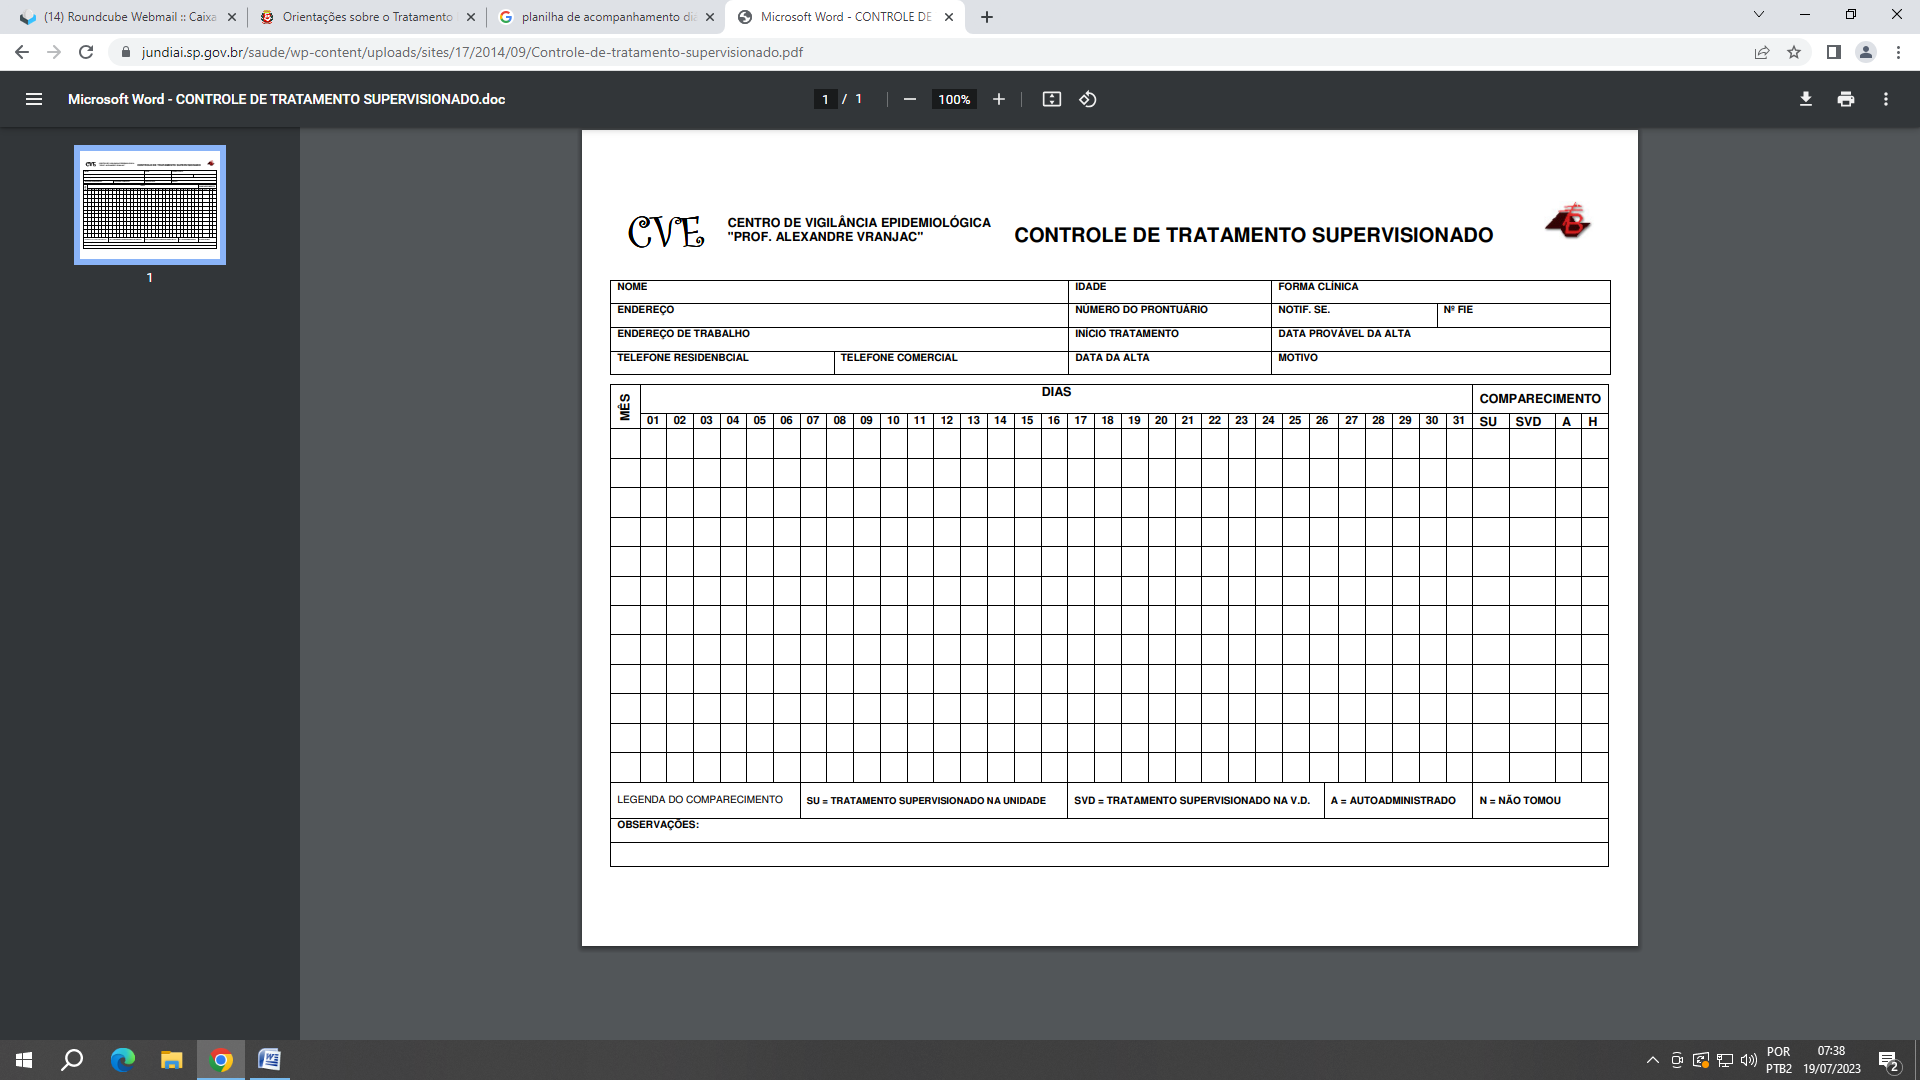 (14) Roundcube Webmail :: Caixa
Orientações sobre o Tratamento
planilha de acompanhamento di
Microsoft Word - CONTROLE DE
jundiai.sp.gov.br/saude/wp-content/uploads/sites/17/2014/09/Controle-de-tratamento-supervisionado.pdf
Microsoft Word - CONTROLE DE TRATAMENTO SUPERVISIONADO.doc
1 / 1
100%
1
CVE
CENTRO DE VIGILÂNCIA EPIDEMIOLÓGICA
"PROF. ALEXANDRE VRANJAC"
CONTROLE DE TRATAMENTO SUPERVISIONADO
NOME IDADE FORMA CLÍNICA
ENDEREÇO NÚMERO DO PRONTUÁRIO NOTIF. SE. Nº FIE
ENDEREÇO DE TRABALHO INÍCIO TRATAMENTO DATA PROVÁVEL DA ALTA
TELEFONE RESIDENBCIAL TELEFONE COMERCIAL DATA DA ALTA MOTIVO
MÊS DIAS COMPARECIMENTO
01 02 03 04 05 06 07 08 09 10 11 12 13 14 15 16 17 18 19 20 21 22 23 24 25 26 27 28 29 30 31 SU SVD A H
LEGENDA DO COMPARECIMENTO SU = TRATAMENTO SUPERVISIONADO NA UNIDADE SVD = TRATAMENTO SUPERVISIONADO NA V.D. A = AUTOADMINISTRADO N = NÃO TOMOU
OBSERVAÇÕES:
POR
PTB2
07:38
19/07/2023
2